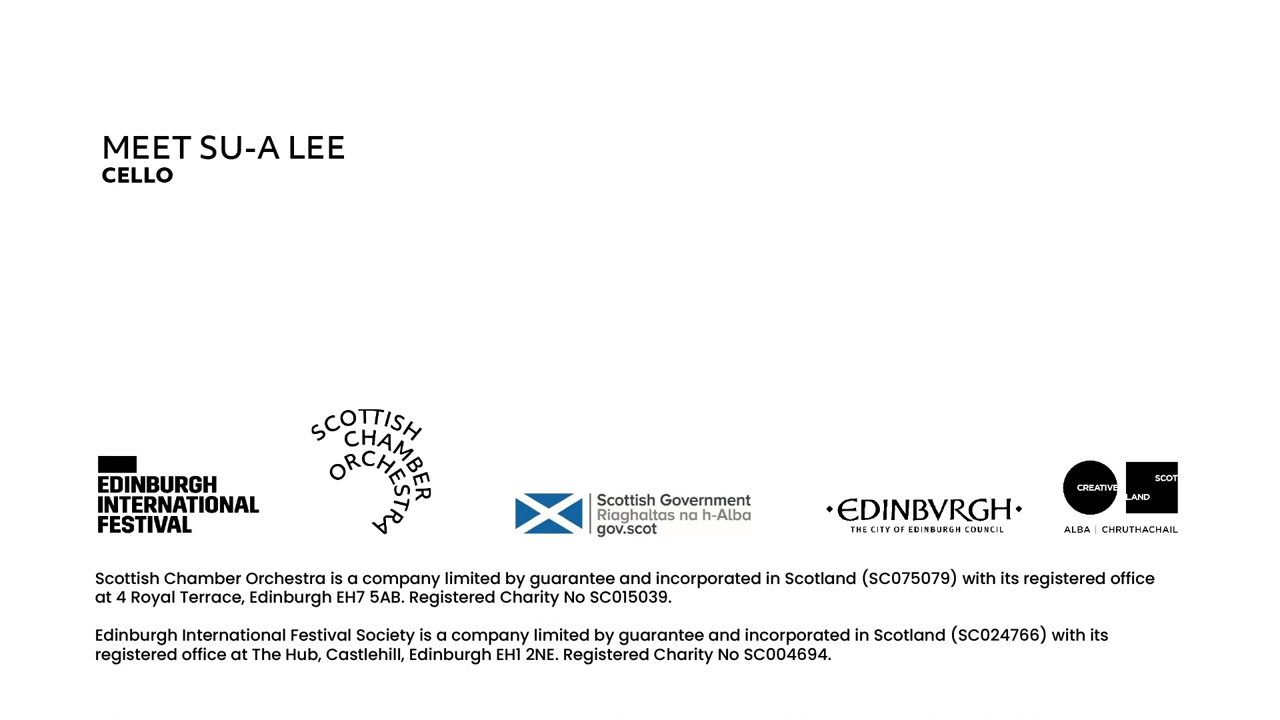 MEET SU-A LEE
CELLO
EDINBURGH
INTERNATIONAL
FESTIVAL
SCOTTISH
CHAMBER
ORCHESTRA
Scottish Government
Riaghaltas na h-Alba
gov.scot
EDINBVRGH
THE CITY OF EDINBURGH COUNCIL
CREATIVE
SCOT
LAND
ALBA | CHRUTHACHAIL
Scottish Chamber Orchestra is a company limited by guarantee and incorporated in Scotland (SC075079) with its registered office
at 4 Royal Terrace, Edinburgh EH7 5AB. Registered Charity No SC015039.
Edinburgh International Festival Society is a company limited by guarantee and incorporated in Scotland (SC024766) with its
registered office at The Hub, Castlehill, Edinburgh EH1 2NE. Registered Charity No SC004694.